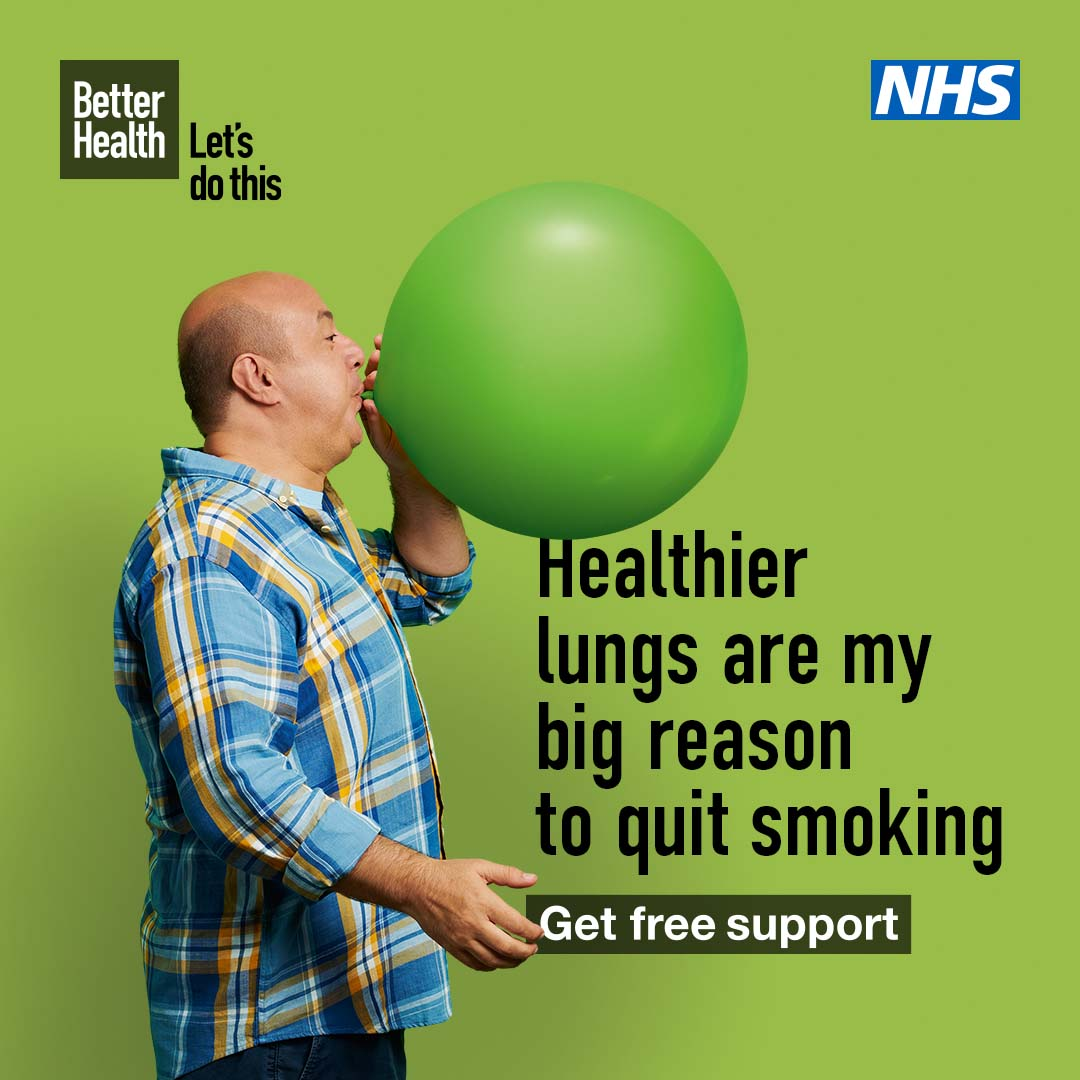 Better
Health
Let's
do this
NHS
Healthier
lungs are my
big reason
to quit smoking
Get free support